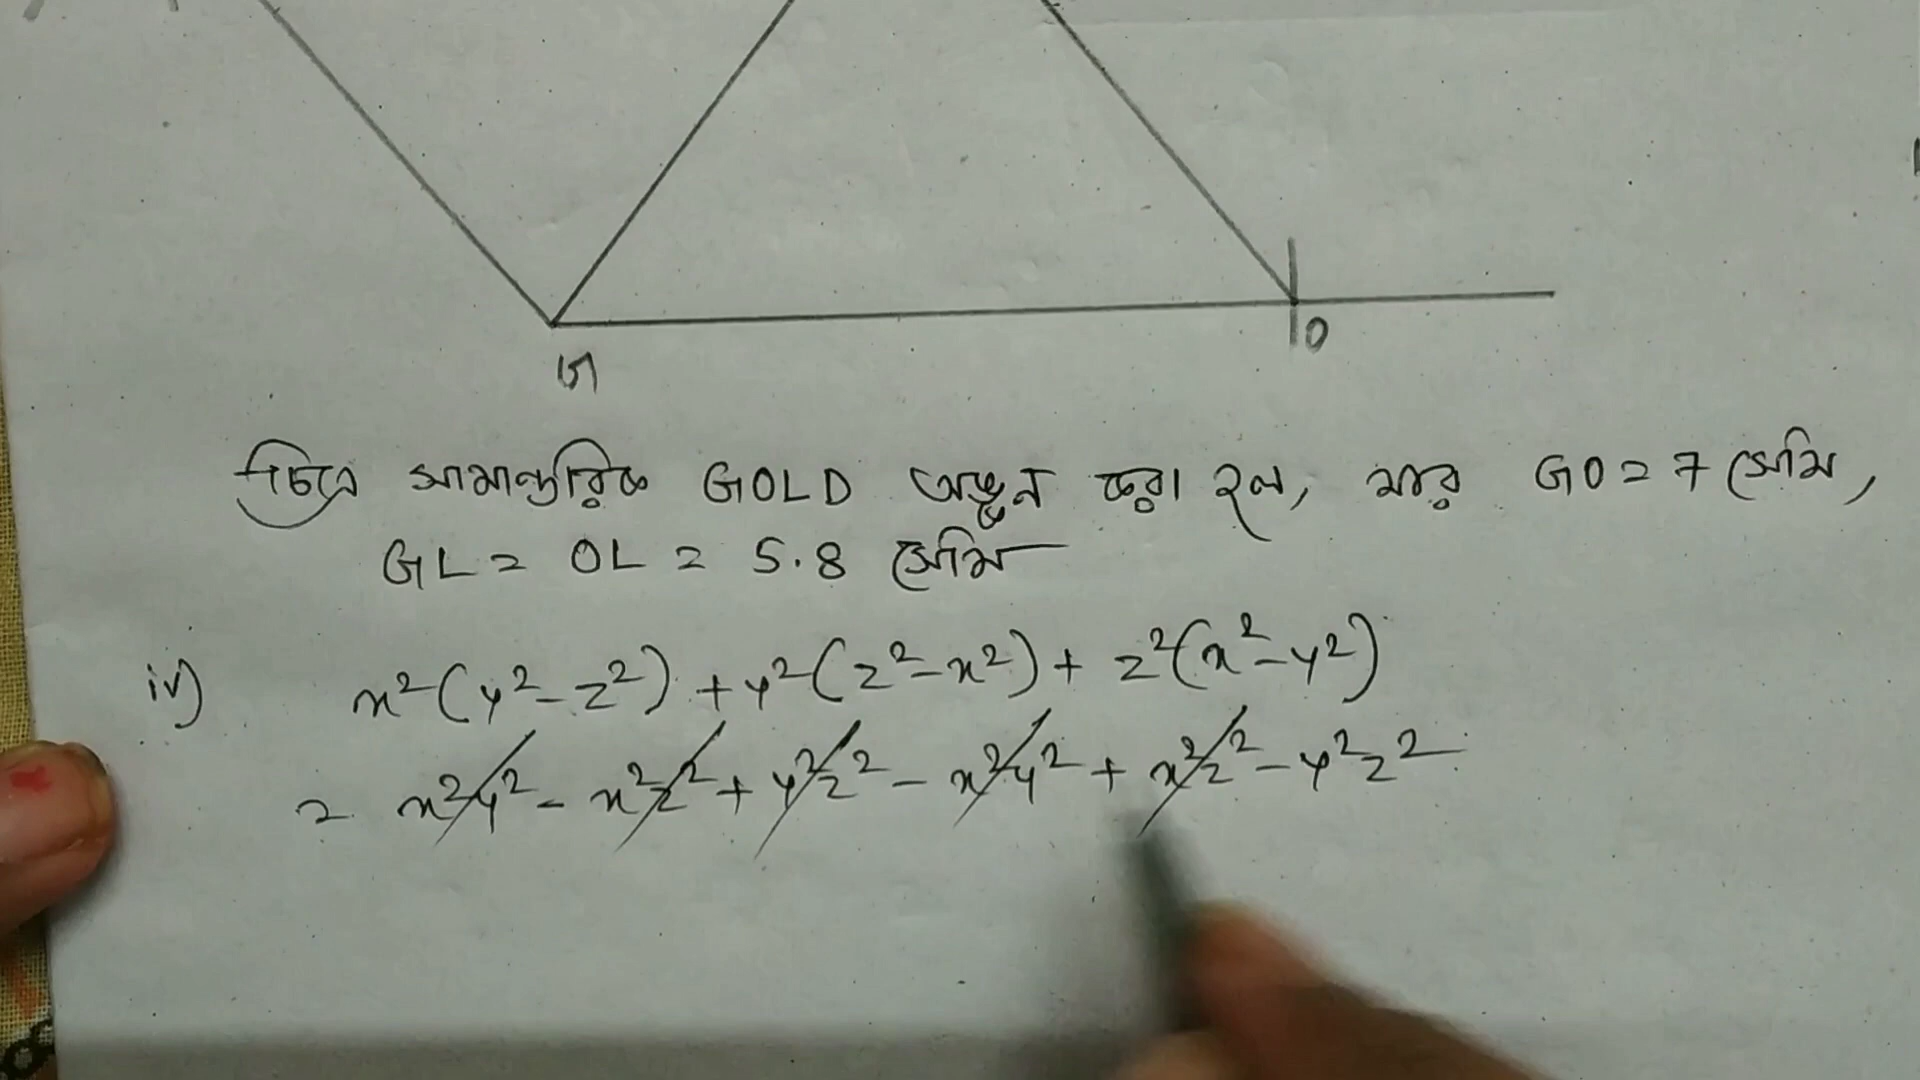 G O
চিত্রে সামান্তরিক GOLD অঙ্কন করা হল, যার GO = 7 সেমি,
GL = OL = 5.8 সেমি
iv) x²(y²-z²) + y²(z²-x²) + z²(x²-y²)
= x²y² - x²z² + y²z² - x²y² + x²z² - y²z²